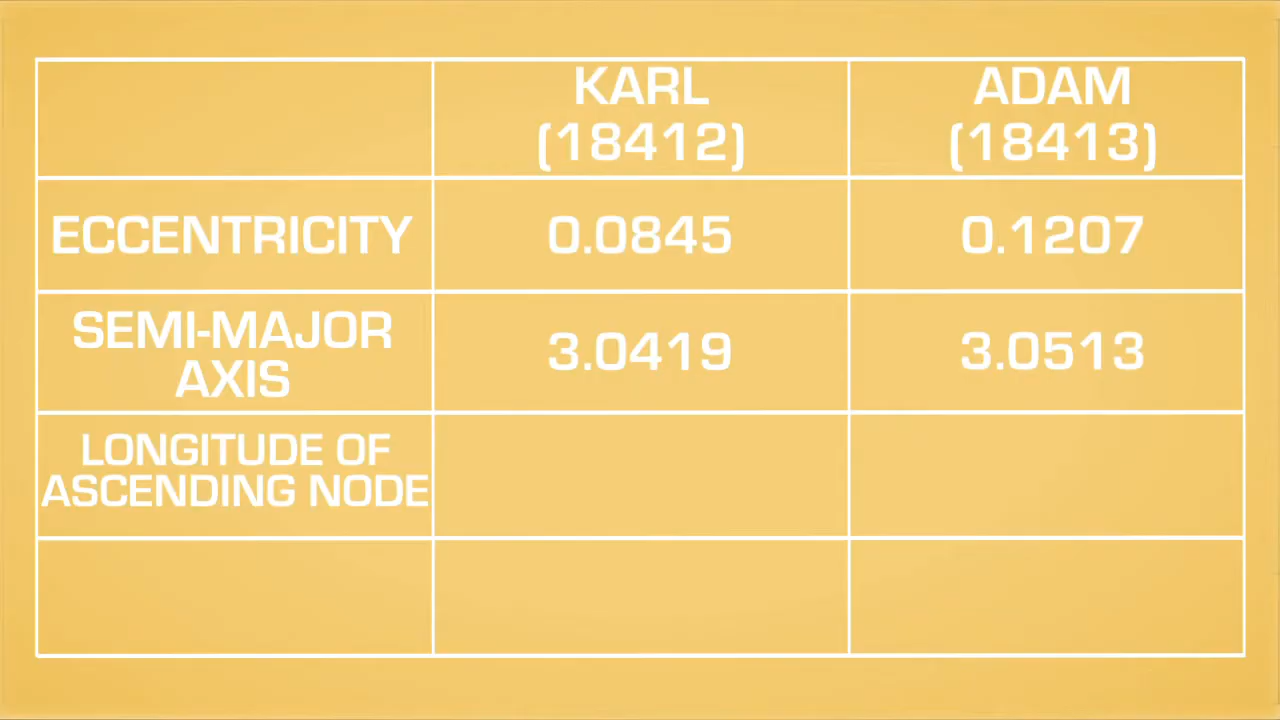 KARL
(18412)
ADAM
(18413)
ECCENTRICITY
0.0845
0.1207
SEMI-MAJOR
AXIS
3.0419
3.0513
LONGITUDE OF
ASCENDING NODE